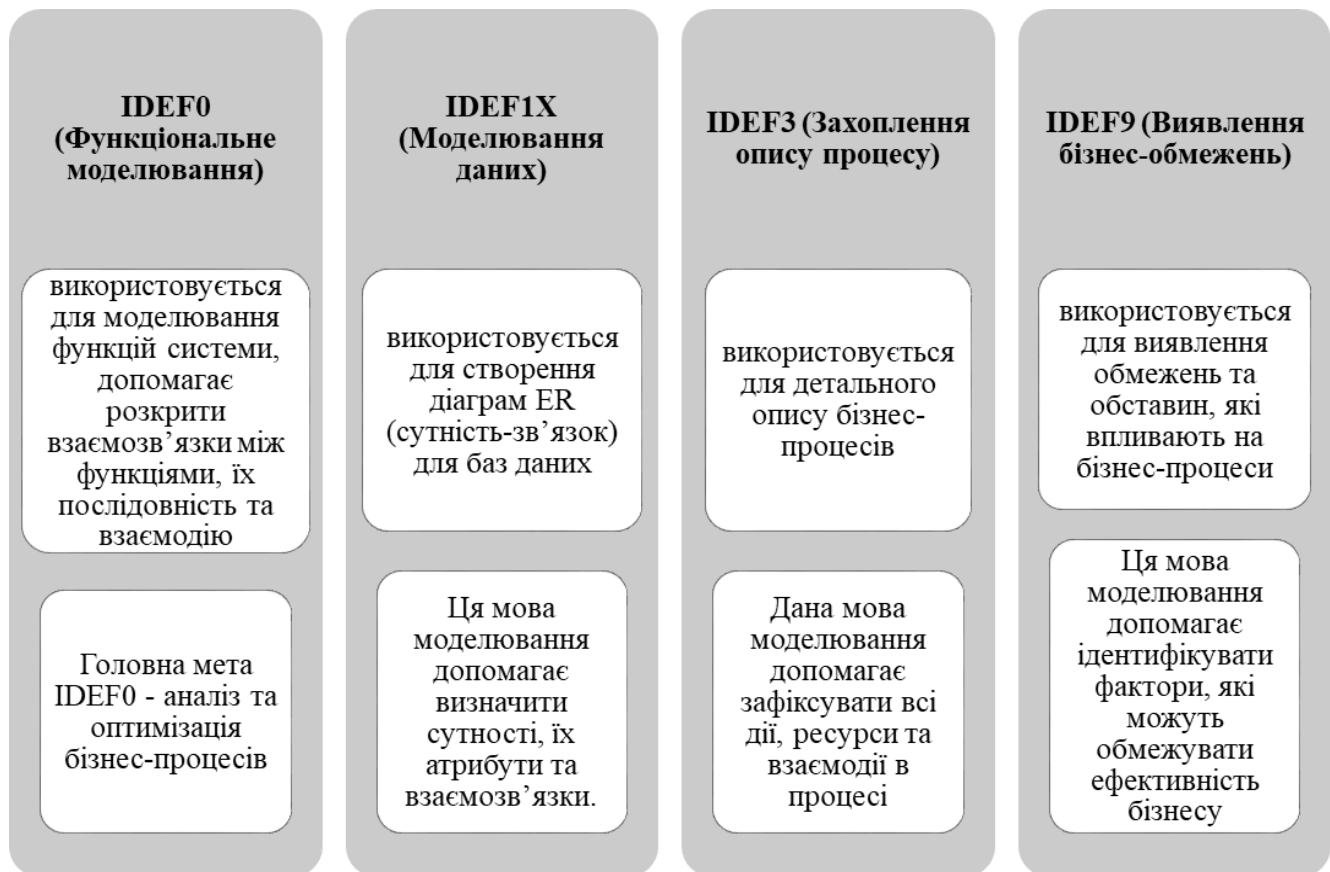 IDEF0
(Функціональне
моделювання)
використовується
для моделювання
функцій системи,
допомагає
розкрити
взаємозв’язки між
функціями, їх
послідовність та
взаємодію
Головна мета
IDEF0 - аналіз та
оптимізація
бізнес-процесів
IDEF1X
(Моделювання
даних)
використовується
для створення
діаграм ER
(сутність-зв’язок)
для баз даних
Ця мова
моделювання
допомагає
визначити
сутності, їх
атрибути та
взаємозв’язки.
IDEF3 (Захоплення
опису процесу)
використовується
для детального
опису бізнес-
процесів
Дана мова
моделювання
допомагає
зафіксувати всі
дії, ресурси та
взаємодії в
процесі
IDEF9 (Виявлення
бізнес-обмежень)
використовується
для виявлення
обмежень та
обставин, які
впливають на
бізнес-процеси
Ця мова
моделювання
допомагає
ідентифікувати
фактори, які
можуть
обмежувати
ефективність
бізнесу